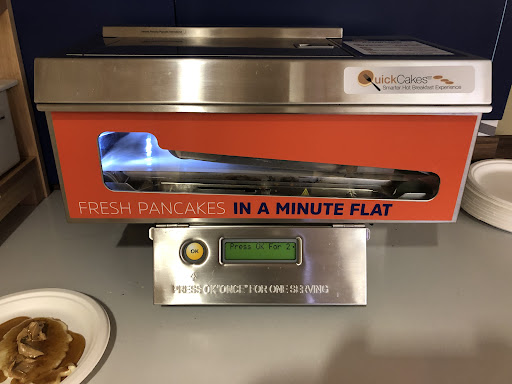 QuickCakes
Smarter Hot Breakfast Experience
FRESH PANCAKES IN A MINUTE FLAT
OK
Press OK For 2
PRESS OK "ONCE" FOR ONE SERVING